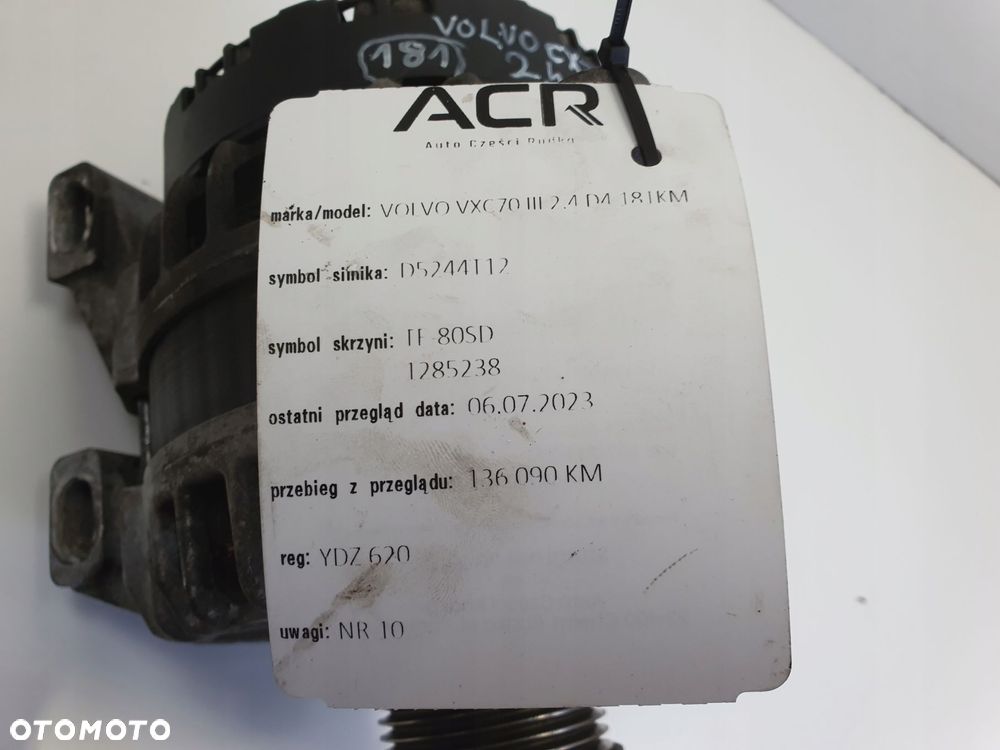 VOLVO
181
ACR
Auto Części Rudka
marka/model: VOLVO VXC70 III 2.4 D4 181KM
symbol silnika: D5244T12
symbol skrzyni: TF-80SD
1285238
ostatni przegląd data: 06.07.2023
przebieg z przeglądu: 136 090 KM
reg: YDZ 620
uwagi: NR 10
OTOMOTO